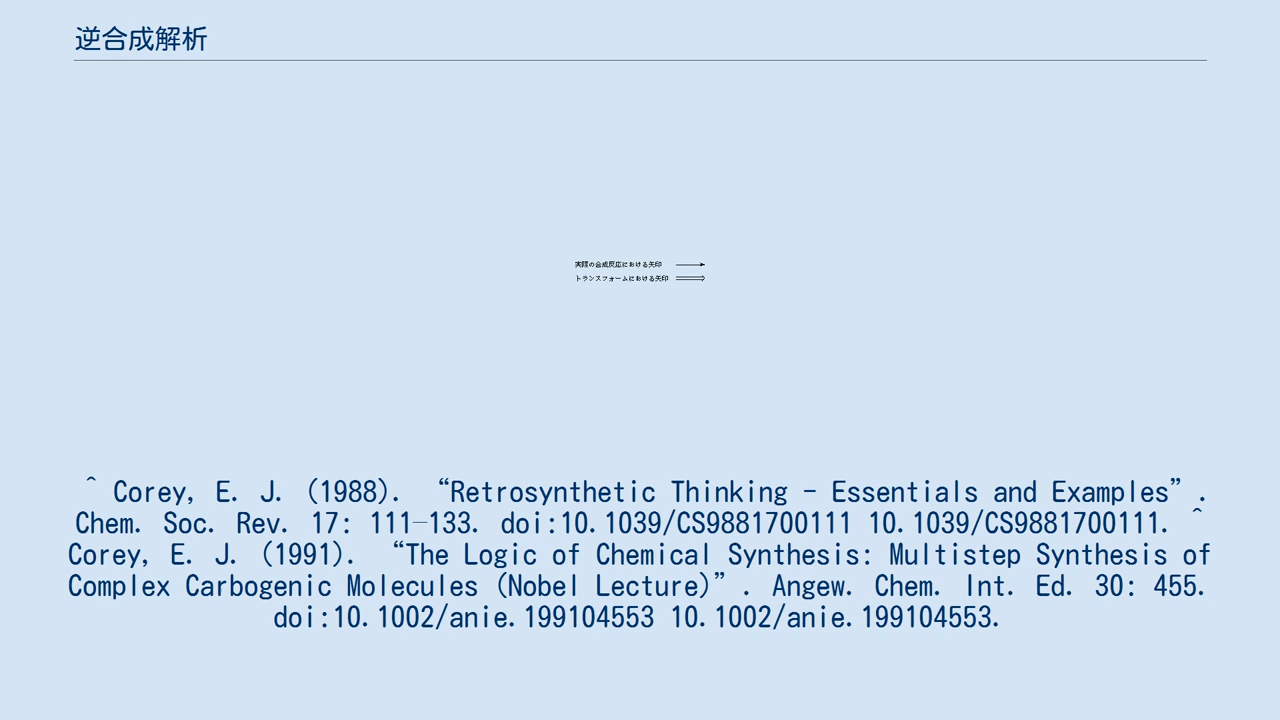 逆合成解析
実際の合成反応における矢印
トランスフォームにおける矢印
^ Corey, E. J. (1988). “Retrosynthetic Thinking - Essentials and Examples”.
Chem. Soc. Rev. 17: 111–133. doi:10.1039/CS9881700111 10.1039/CS9881700111. ^
Corey, E. J. (1991). “The Logic of Chemical Synthesis: Multistep Synthesis of
Complex Carbogenic Molecules (Nobel Lecture)”. Angew. Chem. Int. Ed. 30: 455.
doi:10.1002/anie.199104553 10.1002/anie.199104553.